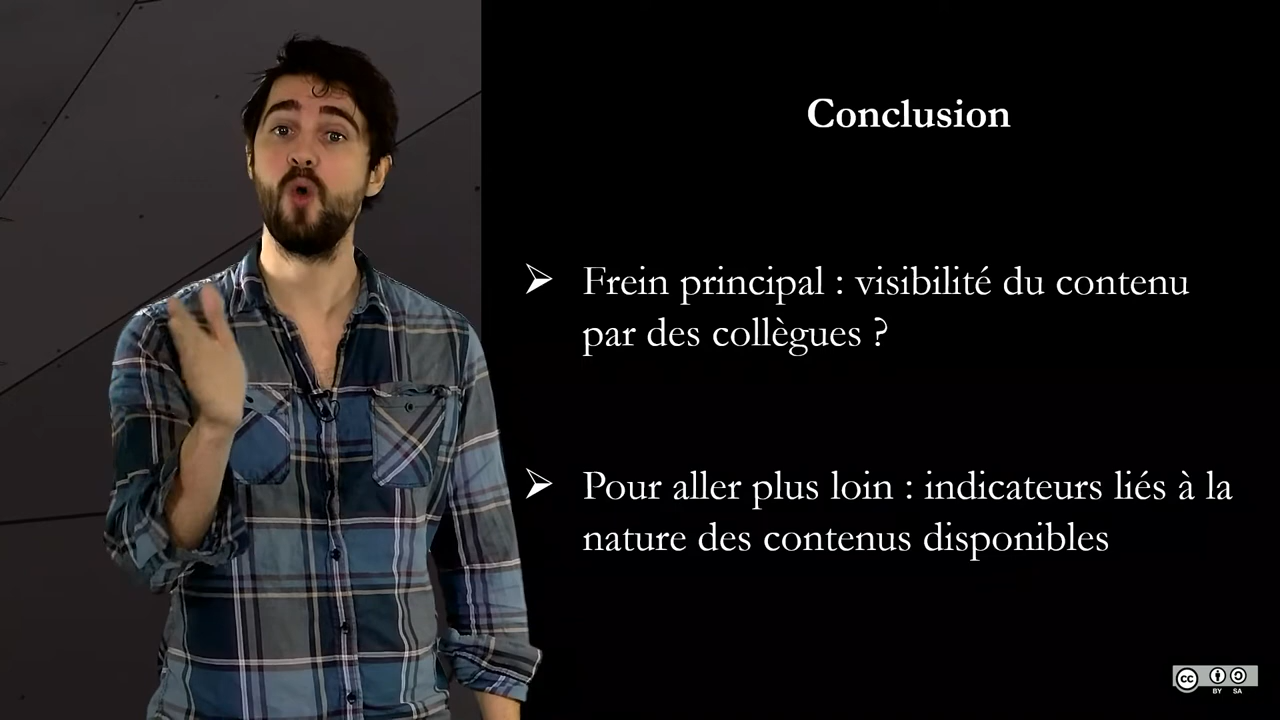 Conclusion
Frein principal : visibilité du contenu
par des collègues ?
Pour aller plus loin : indicateurs liés à la
nature des contenus disponibles
cc
BY SA